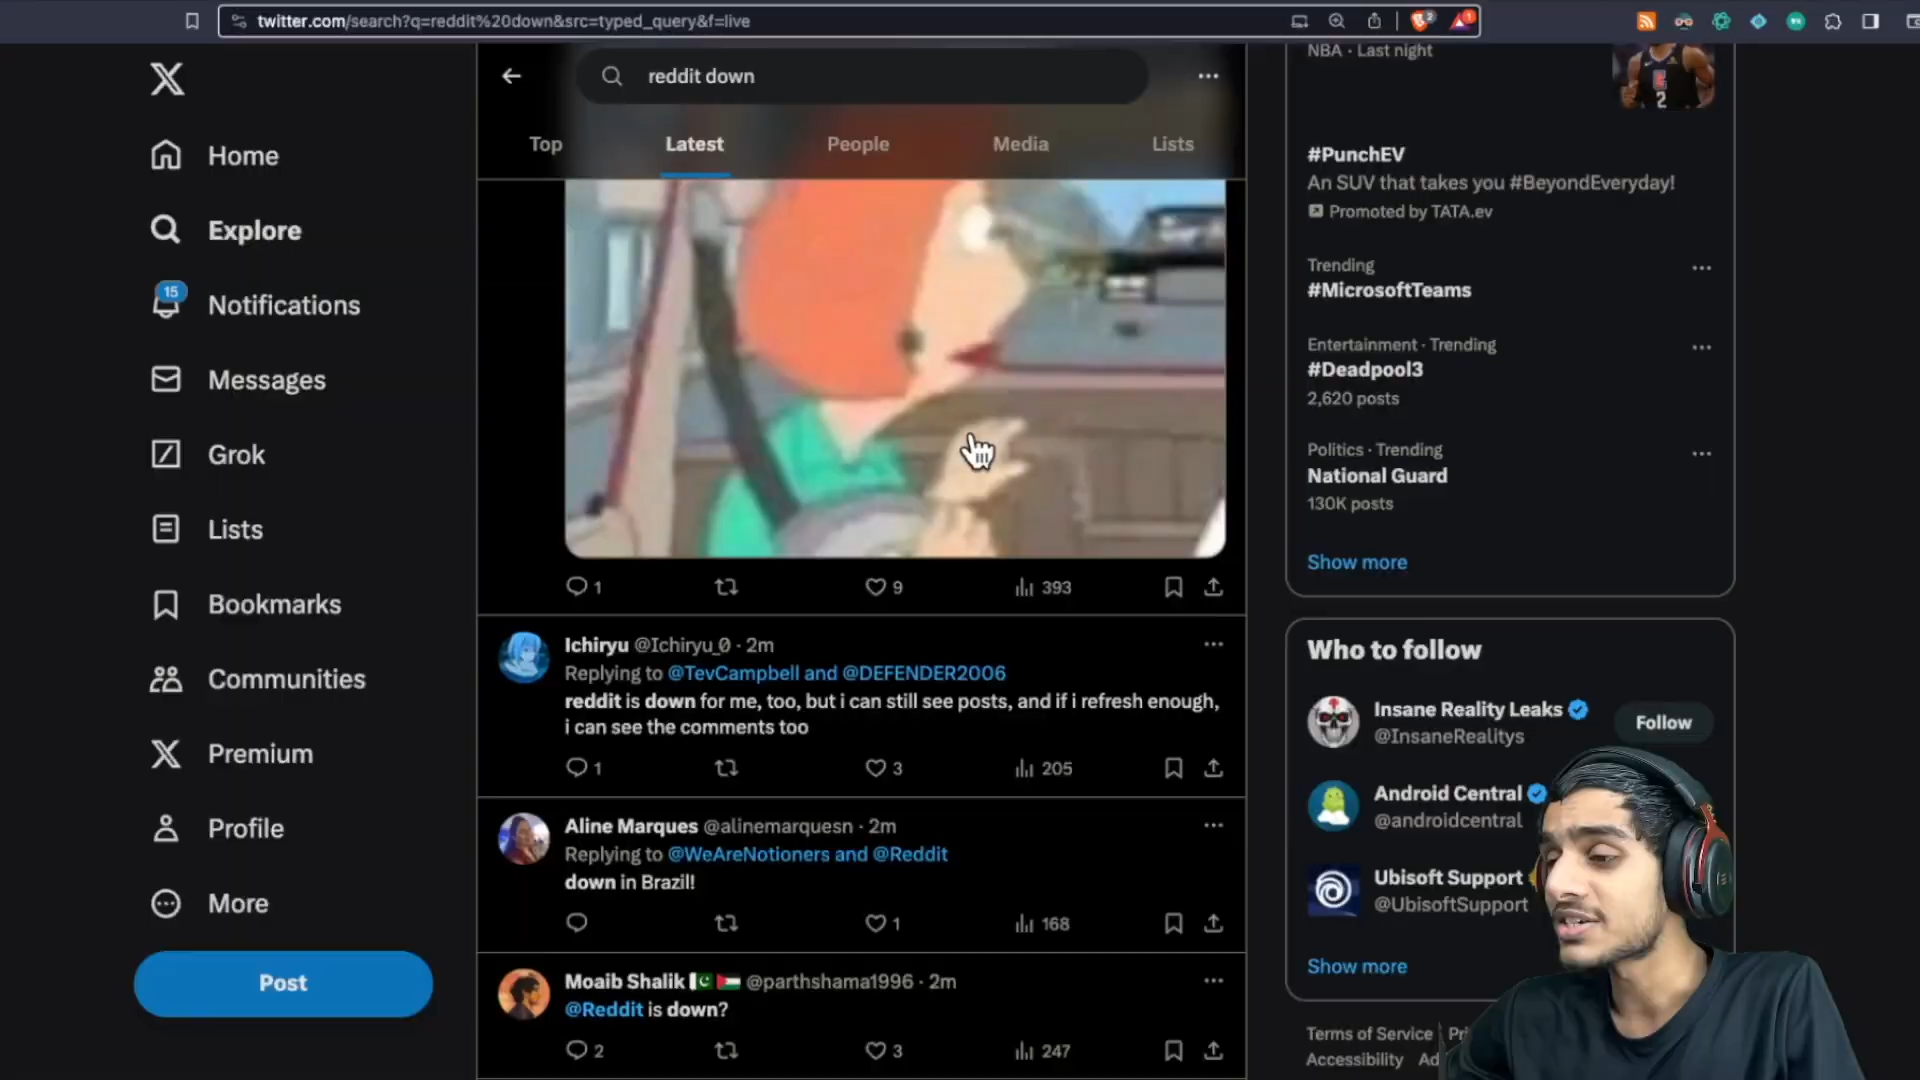 twitter.com/search?q=reddit%20down&src=typed_query&f=live
2
1
Home
Explore
15
Notifications
Messages
Grok
Lists
Bookmarks
Communities
Premium
Profile
More
Post
reddit down
Top Latest People Media Lists
1 9 393
Ichiryu @Ichiryu_0 · 2m
Replying to @TevCampbell and @DEFENDER2006
reddit is down for me, too, but i can still see posts, and if i refresh enough,
i can see the comments too
1 3 205
Aline Marques @alinemarquesn · 2m
Replying to @WeAreNotioners and @Reddit
down in Brazil!
1 168
Moaib Shalik @parthshama1996 · 2m
@Reddit is down?
2 3 247
NBA · Last night
2
#PunchEV
An SUV that takes you #BeyondEveryday!
Promoted by TATA.ev
Trending
#MicrosoftTeams
Entertainment · Trending
#Deadpool3
2,620 posts
Politics · Trending
National Guard
130K posts
Show more
Who to follow
Insane Reality Leaks
@InsaneRealitys
Follow
Android Central
@androidcentral
Ubisoft Support
@UbisoftSupport
Show more
Terms of Service
Accessibility